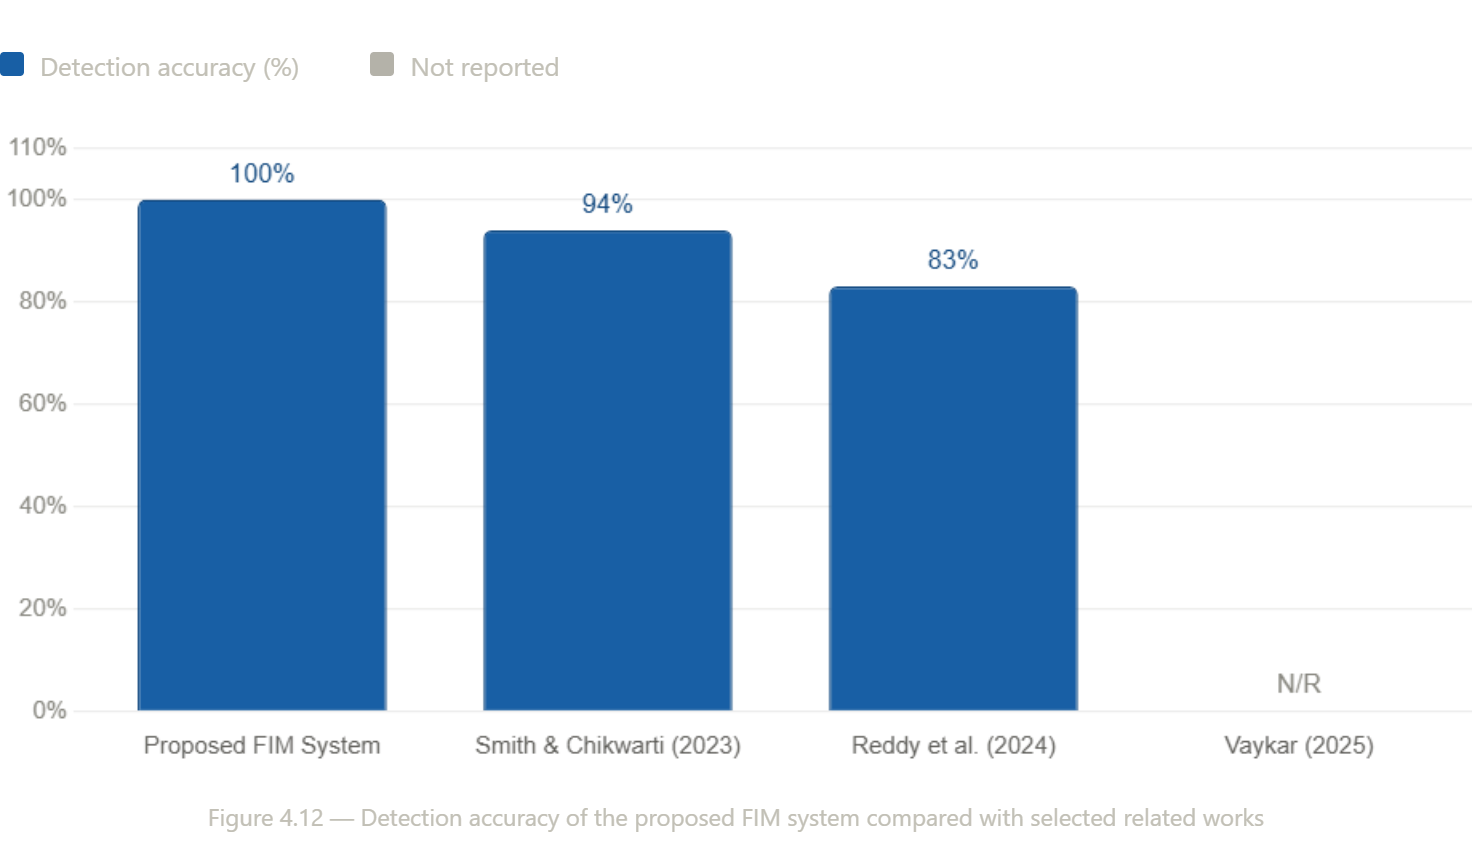 Detection accuracy (%)
Not reported
110%
100%
80%
60%
40%
20%
0%
100%
94%
83%
N/R
Proposed FIM System
Smith & Chikwarti (2023)
Reddy et al. (2024)
Vaykar (2025)
Figure 4.12 — Detection accuracy of the proposed FIM system compared with selected related works